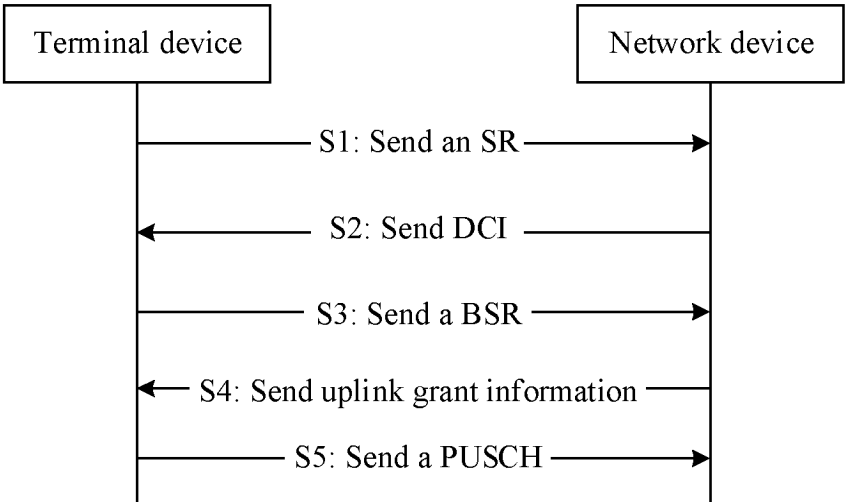 Terminal device
Network device
S1: Send an SR
S2: Send DCI
S3: Send a BSR
S4: Send uplink grant information
S5: Send a PUSCH